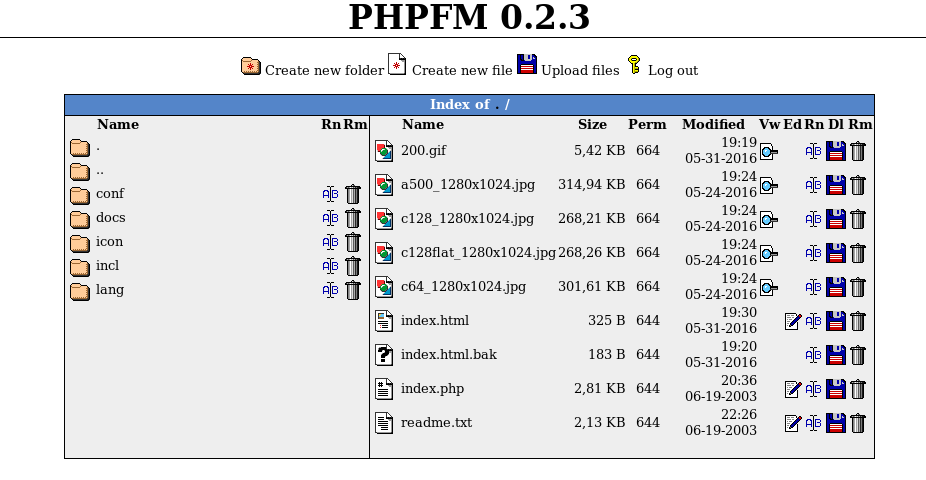 PHPFM 0.2.3
Create new folder Create new file Upload files Log out
Index of . /
Name Rn Rm Name Size Perm Modified Vw Ed Rn Dl Rm
.
..
conf
docs
icon
incl
lang
200.gif 5,42 KB 664 19:19
05-31-2016
a500_1280x1024.jpg 314,94 KB 664 19:24
05-24-2016
c128_1280x1024.jpg 268,21 KB 664 19:24
05-24-2016
c128flat_1280x1024.jpg 268,26 KB 664 19:24
05-24-2016
c64_1280x1024.jpg 301,61 KB 664 19:24
05-24-2016
index.html 325 B 644 19:30
05-31-2016
index.html.bak 183 B 644 19:20
05-31-2016
index.php 2,81 KB 644 20:36
06-19-2003
readme.txt 2,13 KB 644 22:26
06-19-2003